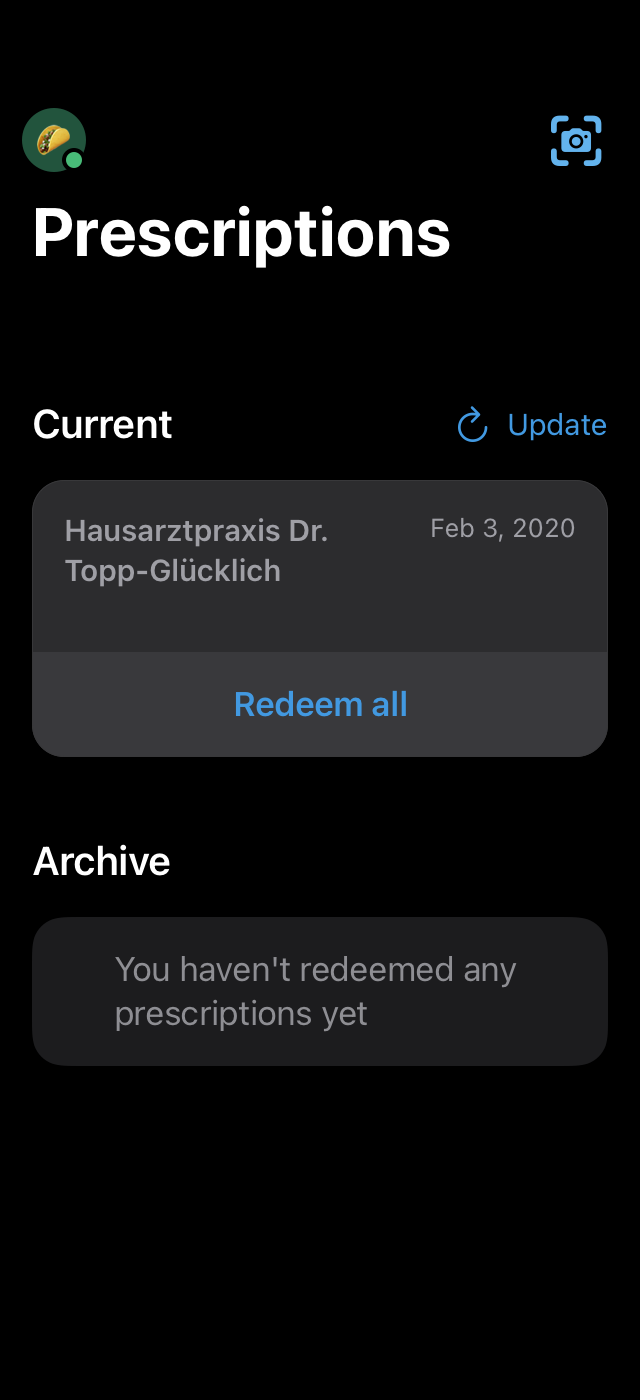 Prescriptions
Current
Update
Hausarztpraxis Dr.
Topp-Glücklich
Feb 3, 2020
Redeem all
Archive
You haven't redeemed any
prescriptions yet